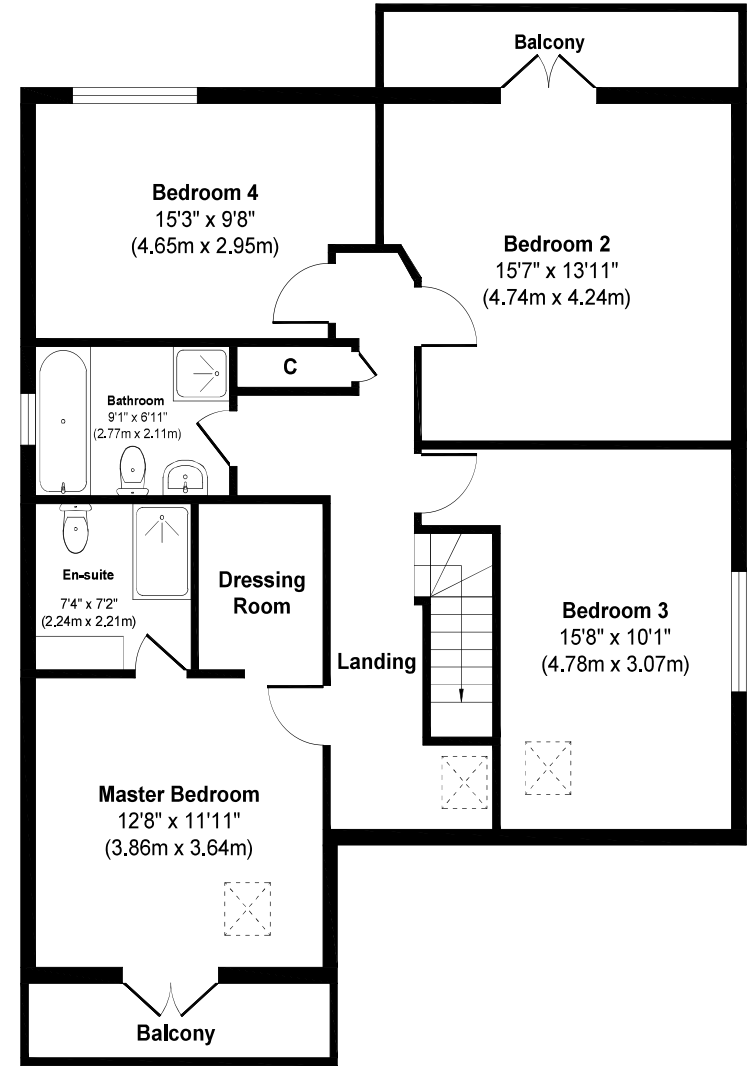 Balcony
Bedroom 4
15'3" x 9'8"
(4.65m x 2.95m)
Bedroom 2
15'7" x 13'11"
(4.74m x 4.24m)
C
Bathroom
9'1" x 6'11"
(2.77m x 2.11m)
En-suite
7'4" x 7'2"
(2.24m x 2.21m)
Dressing
Room
Bedroom 3
15'8" x 10'1"
(4.78m x 3.07m)
Landing
Master Bedroom
12'8" x 11'11"
(3.86m x 3.64m)
Balcony